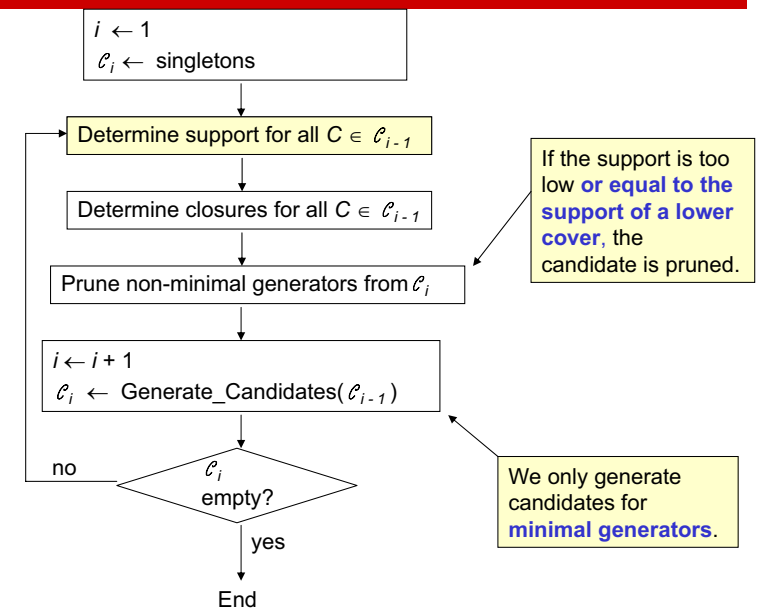 i ← 1
𝒞i ← singletons
Determine support for all C ∈ 𝒞i - 1
Determine closures for all C ∈ 𝒞i - 1
Prune non-minimal generators from 𝒞i
i ← i + 1
𝒞i ← Generate_Candidates( 𝒞i - 1 )
no
𝒞i
empty?
yes
End
If the support is too
low or equal to the
support of a lower
cover, the
candidate is pruned.
We only generate
candidates for
minimal generators.